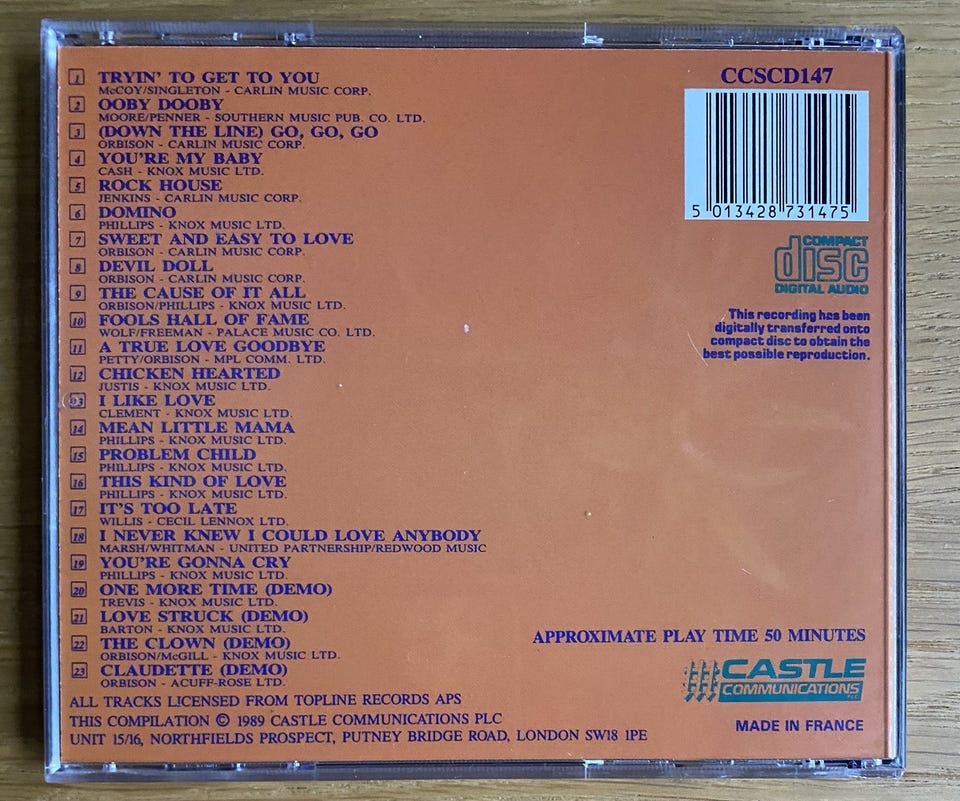 1 TRYIN' TO GET TO YOU
McCOY/SINGLETON - CARLIN MUSIC CORP.
2 OOBY DOOBY
MOORE/PENNER - SOUTHERN MUSIC PUB. CO. LTD.
3 (DOWN THE LINE) GO, GO, GO
ORBISON - CARLIN MUSIC CORP.
4 YOU'RE MY BABY
CASH - KNOX MUSIC LTD.
5 ROCK HOUSE
JENKINS - CARLIN MUSIC CORP.
6 DOMINO
PHILLIPS - KNOX MUSIC LTD.
7 SWEET AND EASY TO LOVE
ORBISON - CARLIN MUSIC CORP.
8 DEVIL DOLL
ORBISON - CARLIN MUSIC CORP.
9 THE CAUSE OF IT ALL
ORBISON/PHILLIPS - KNOX MUSIC LTD.
10 FOOLS HALL OF FAME
WOLF/FREEMAN - PALACE MUSIC CO. LTD.
11 A TRUE LOVE GOODBYE
PETTY/ORBISON - MPL COMM. LTD.
12 CHICKEN HEARTED
JUSTIS - KNOX MUSIC LTD.
13 I LIKE LOVE
CLEMENT - KNOX MUSIC LTD.
14 MEAN LITTLE MAMA
PHILLIPS - KNOX MUSIC LTD.
15 PROBLEM CHILD
PHILLIPS - KNOX MUSIC LTD.
16 THIS KIND OF LOVE
PHILLIPS - KNOX MUSIC LTD.
17 IT'S TOO LATE
WILLIS - CECIL LENNOX LTD.
18 I NEVER KNEW I COULD LOVE ANYBODY
MARSH/WHITMAN - UNITED PARTNERSHIP/REDWOOD MUSIC
19 YOU'RE GONNA CRY
PHILLIPS - KNOX MUSIC LTD.
20 ONE MORE TIME (DEMO)
TREVIS - KNOX MUSIC LTD.
21 LOVE STRUCK (DEMO)
BARTON - KNOX MUSIC LTD.
22 THE CLOWN (DEMO)
ORBISON/McGILL - KNOX MUSIC LTD.
23 CLAUDETTE (DEMO)
ORBISON - ACUFF-ROSE LTD.
ALL TRACKS LICENSED FROM TOPLINE RECORDS APS
THIS COMPILATION © 1989 CASTLE COMMUNICATIONS PLC
UNIT 15/16, NORTHFIELDS PROSPECT, PUTNEY BRIDGE ROAD, LONDON SW18 1PE
CCSCD147
5 013428 731475
COMPACT
disc
DIGITAL AUDIO
This recording has been
digitally transferred onto
compact disc to obtain the
best possible reproduction.
APPROXIMATE PLAY TIME 50 MINUTES
CASTLE
COMMUNICATIONS
PLC
MADE IN FRANCE